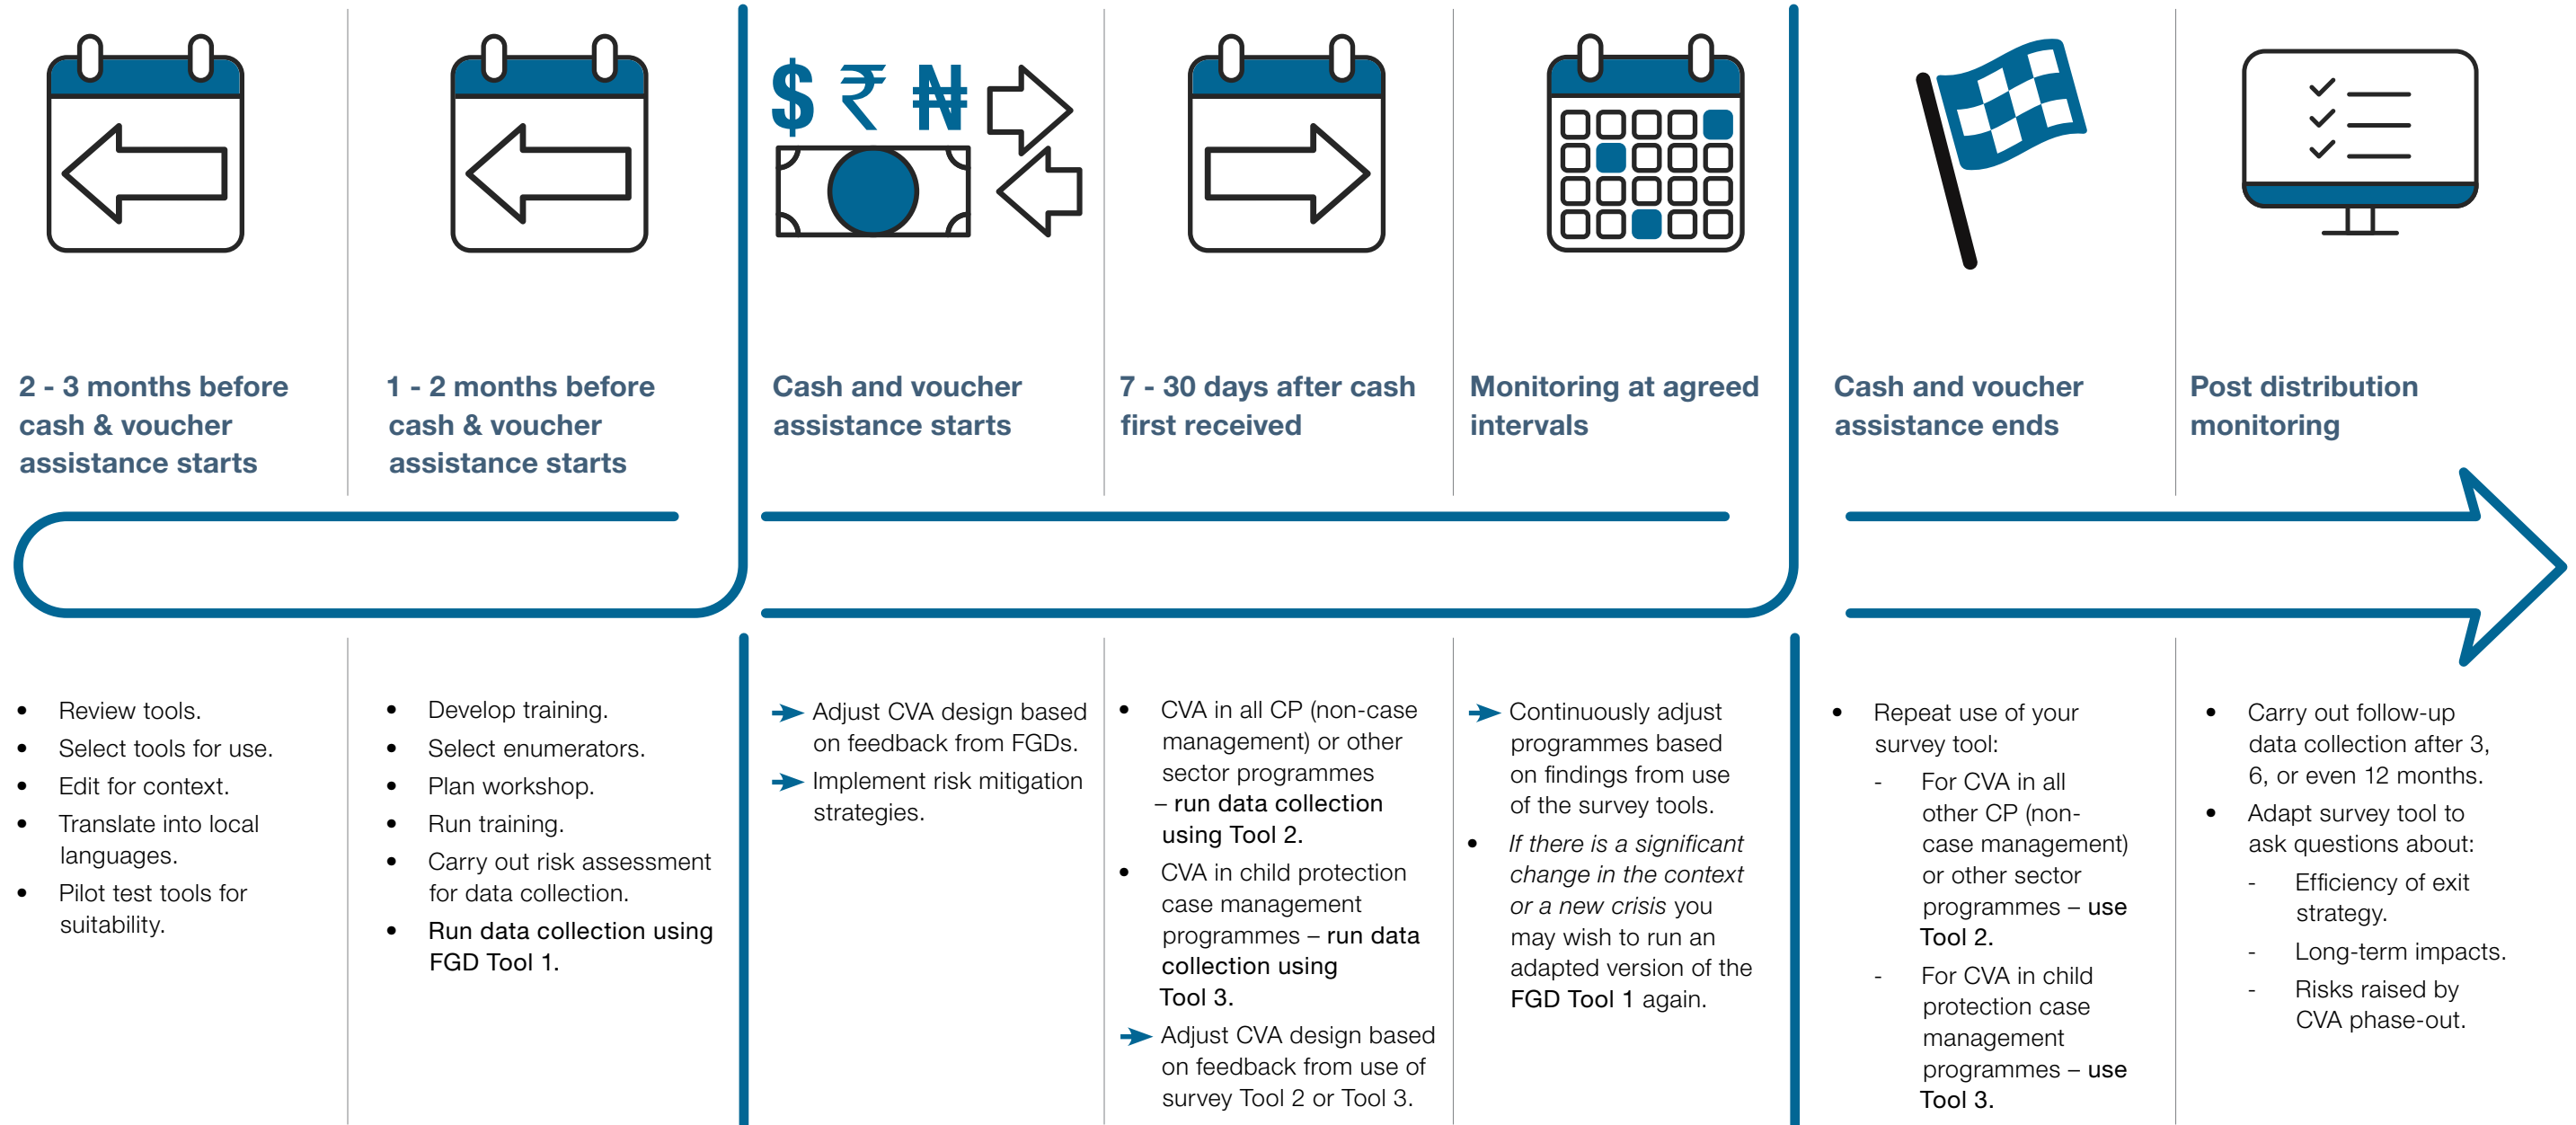 $ ₹ ₦
2 - 3 months before
cash & voucher
assistance starts
1 - 2 months before
cash & voucher
assistance starts
Cash and voucher
assistance starts
7 - 30 days after cash
first received
Monitoring at agreed
intervals
Cash and voucher
assistance ends
Post distribution
monitoring
• Review tools.
• Select tools for use.
• Edit for context.
• Translate into local
languages.
• Pilot test tools for
suitability.
• Develop training.
• Select enumerators.
• Plan workshop.
• Run training.
• Carry out risk assessment
for data collection.
• Run data collection using
FGD Tool 1.
Adjust CVA design based
on feedback from FGDs.
Implement risk mitigation
strategies.
• CVA in all CP (non-case
management) or other
sector programmes
– run data collection
using Tool 2.
• CVA in child protection
case management
programmes – run data
collection using
Tool 3.
Adjust CVA design based
on feedback from use of
survey Tool 2 or Tool 3.
Continuously adjust
programmes based
on findings from use
of the survey tools.
• If there is a significant
change in the context
or a new crisis you
may wish to run an
adapted version of the
FGD Tool 1 again.
• Repeat use of your
survey tool:
- For CVA in all
other CP (non-
case management)
or other sector
programmes – use
Tool 2.
- For CVA in child
protection case
management
programmes – use
Tool 3.
• Carry out follow-up
data collection after 3,
6, or even 12 months.
• Adapt survey tool to
ask questions about:
- Efficiency of exit
strategy.
- Long-term impacts.
- Risks raised by
CVA phase-out.